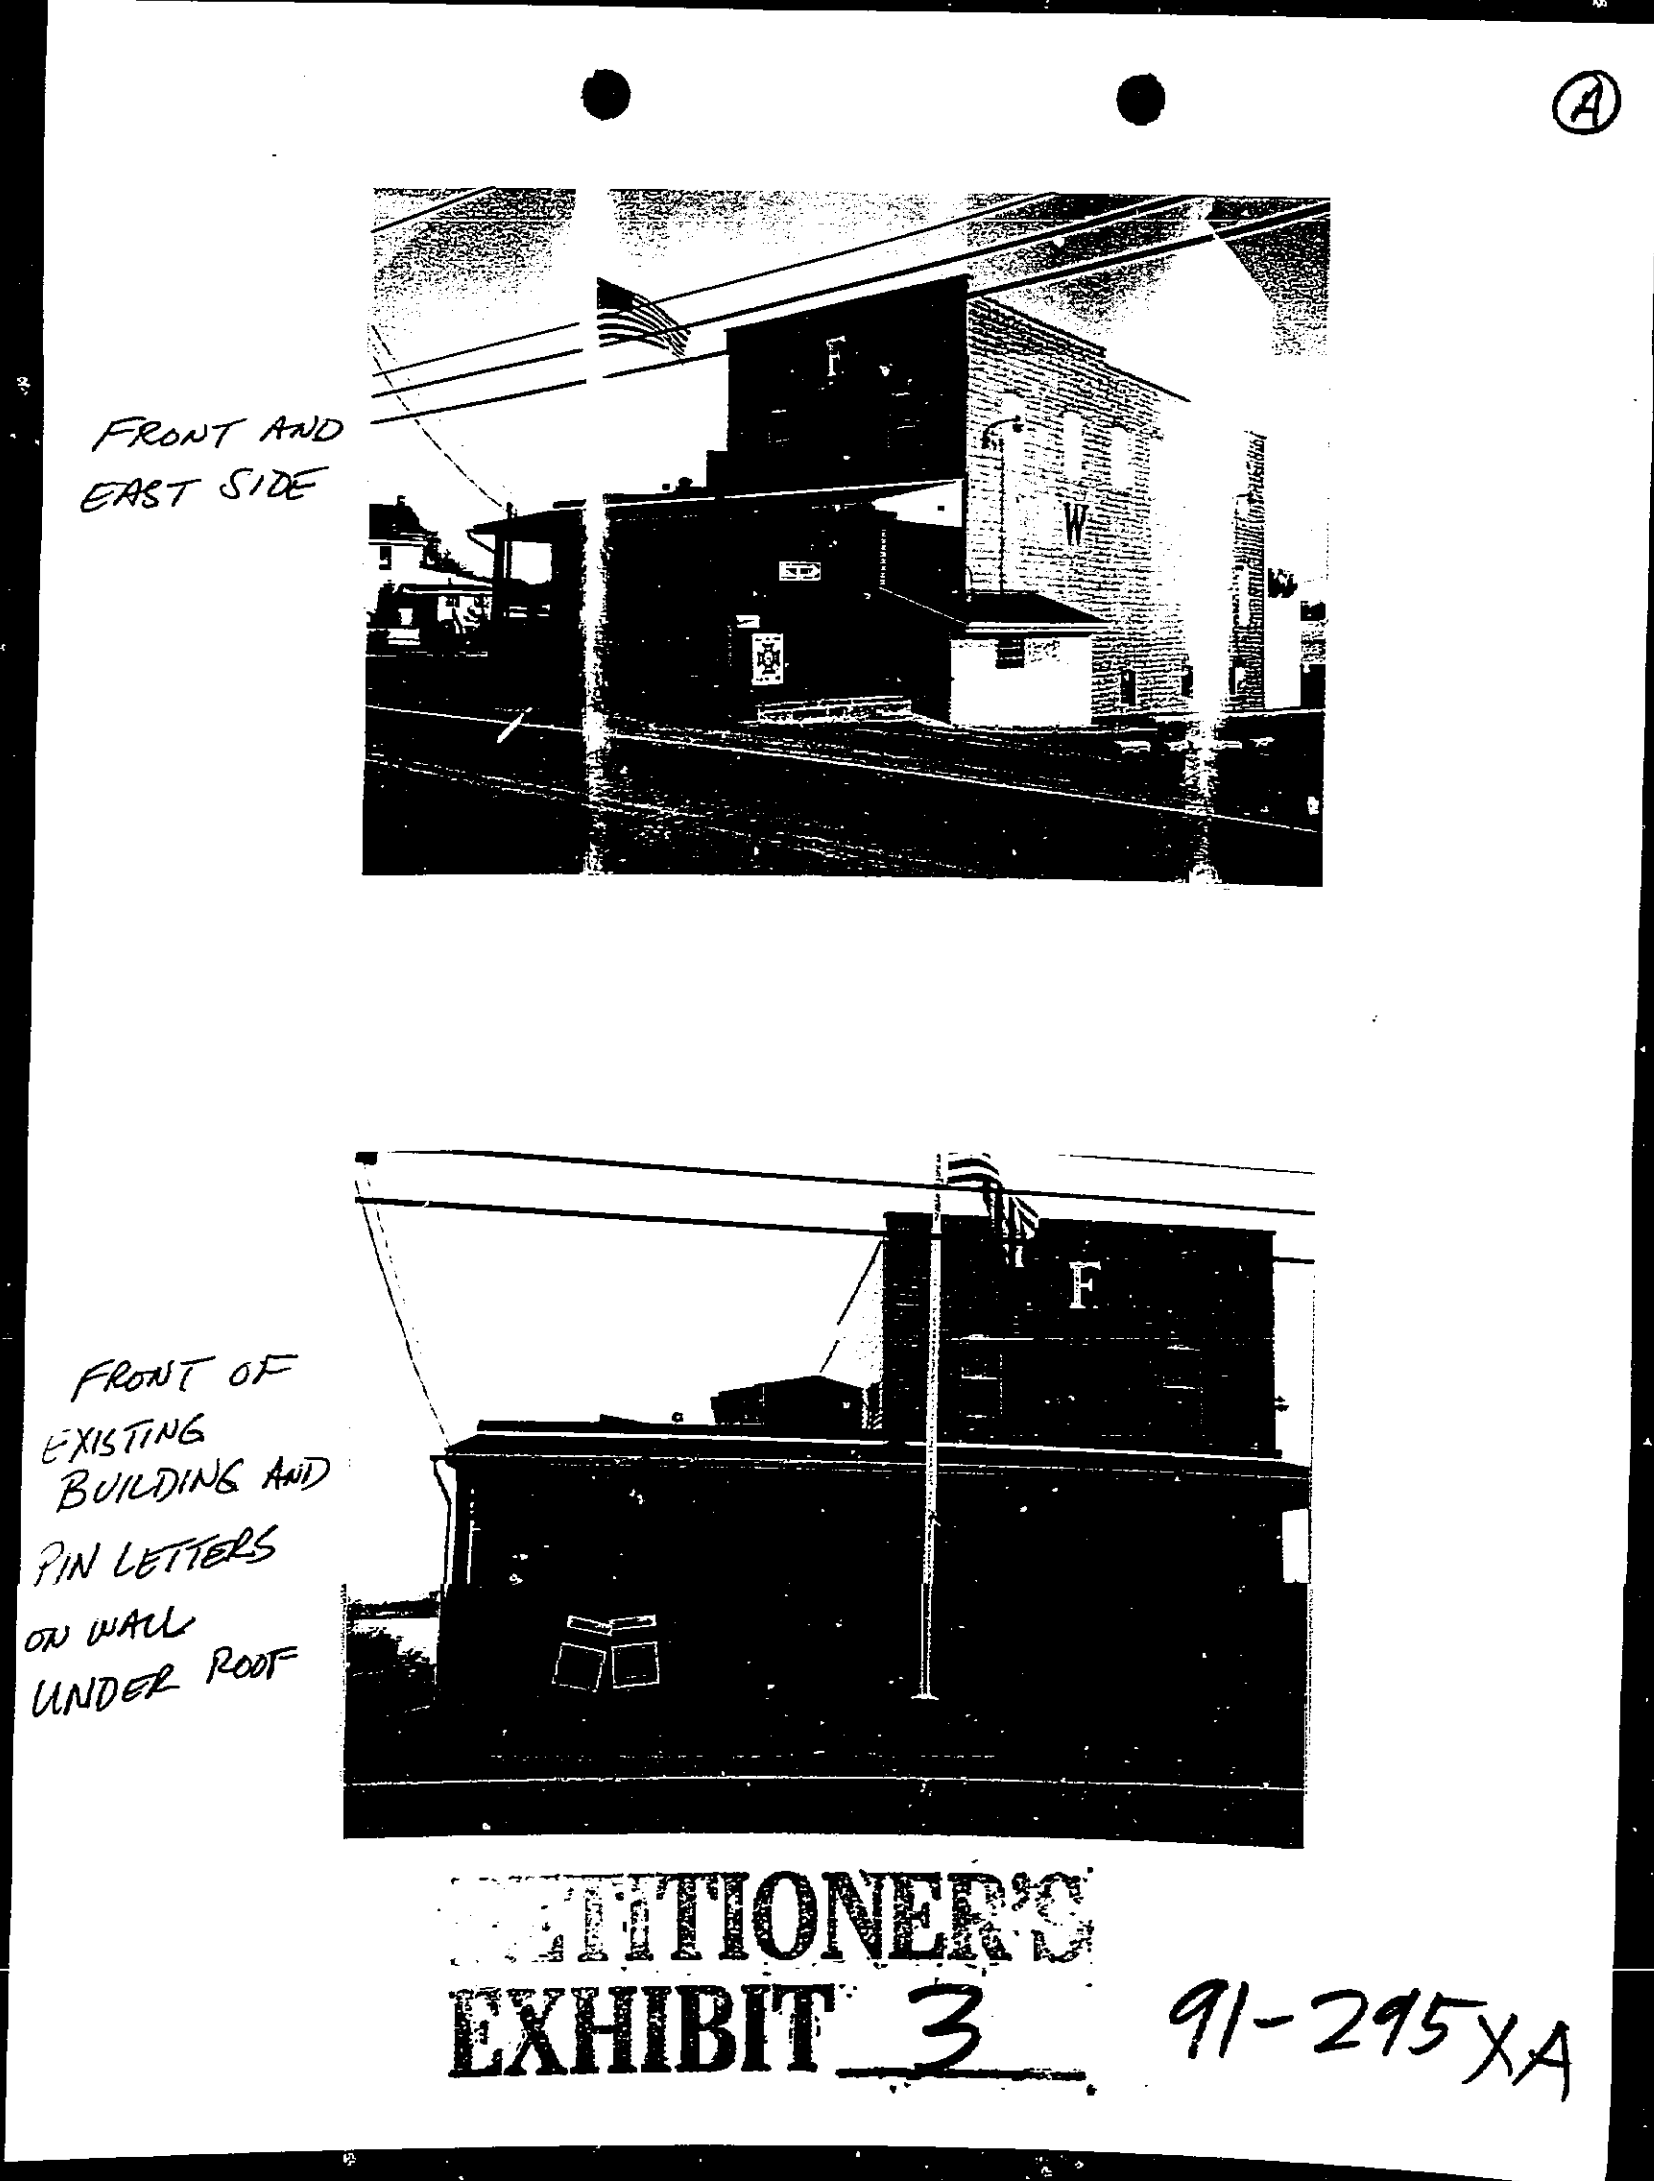 A
FRONT AND
EAST SIDE
F
W
FRONT OF
EXISTING
BUILDING AND
PIN LETTERS
ON WALL
UNDER ROOF
F
PETITIONER'S
EXHIBIT 3
91-295XA